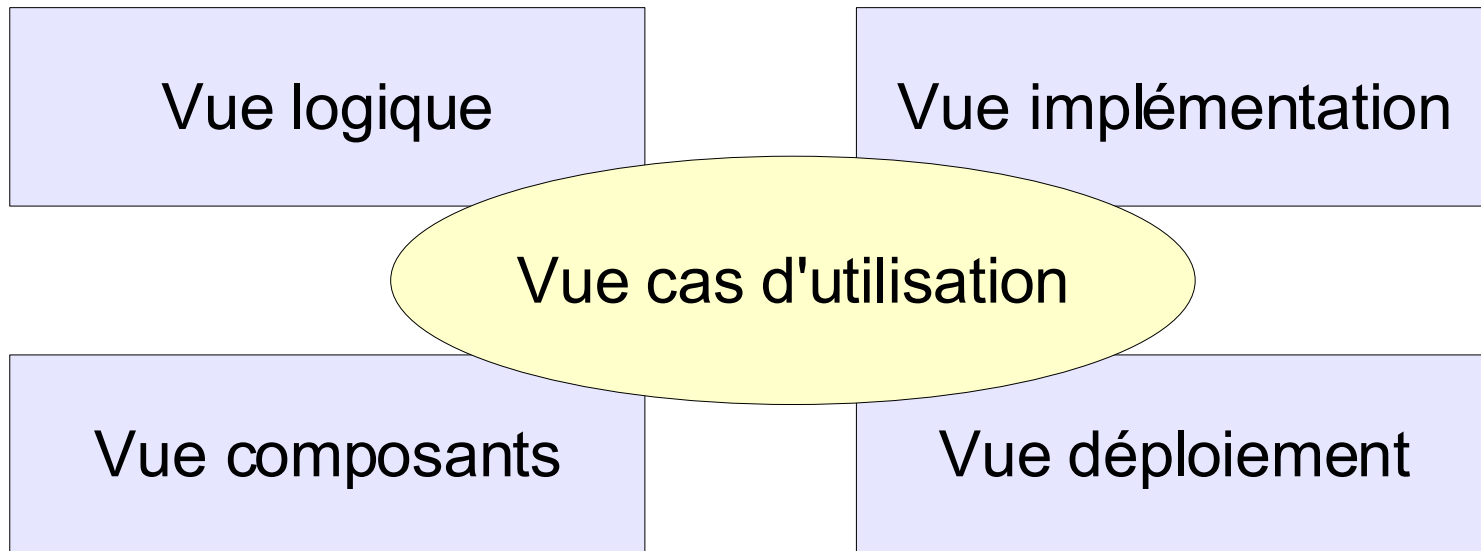 Vue logique
Vue implémentation
Vue cas d'utilisation
Vue composants
Vue déploiement